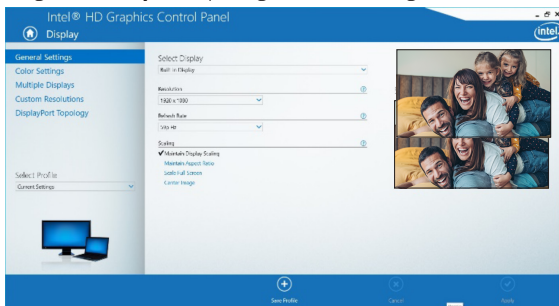 Intel® HD Graphics Control Panel
Display
intel
General Settings
Color Settings
Multiple Displays
Custom Resolutions
DisplayPort Topology
Select Profile
Current Settings
Select Display
Built-in Display
Resolution
1920 x 1080
Refresh Rate
Hz
Scaling
Maintain Display Scaling
Maintain Aspect Ratio
Scale Full Screen
Center Image
Save Profile
Cancel
Apply